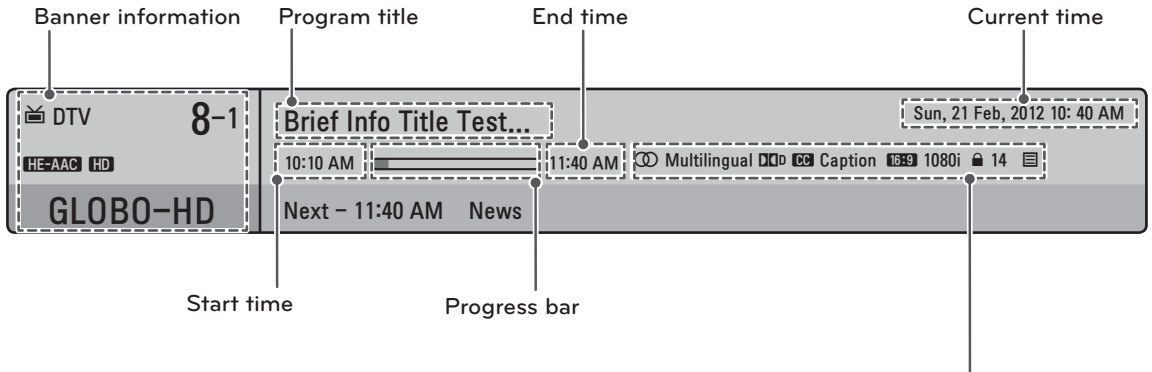 Banner information
Program title
End time
Current time
DTV
8-1
Brief Info Title Test...
Sun, 21 Feb, 2012 10: 40 AM
HE-AAC HD
10:10 AM
11:40 AM
Multilingual D CC Caption 16:9 1080i 14
GLOBO-HD
Next - 11:40 AM News
Start time
Progress bar